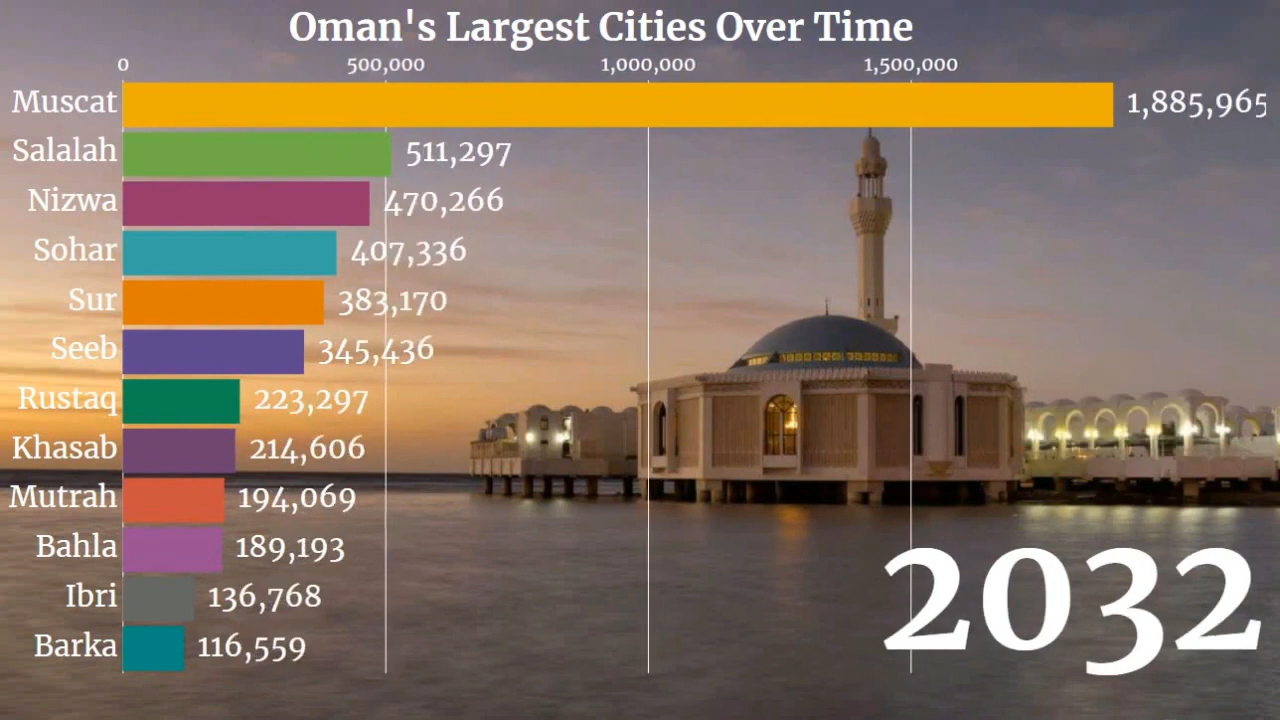 Oman's Largest Cities Over Time
0 500,000 1,000,000 1,500,000
Muscat 1,885,965
Salalah 511,297
Nizwa 470,266
Sohar 407,336
Sur 383,170
Seeb 345,436
Rustaq 223,297
Khasab 214,606
Mutrah 194,069
Bahla 189,193
Ibri 136,768
Barka 116,559
2032